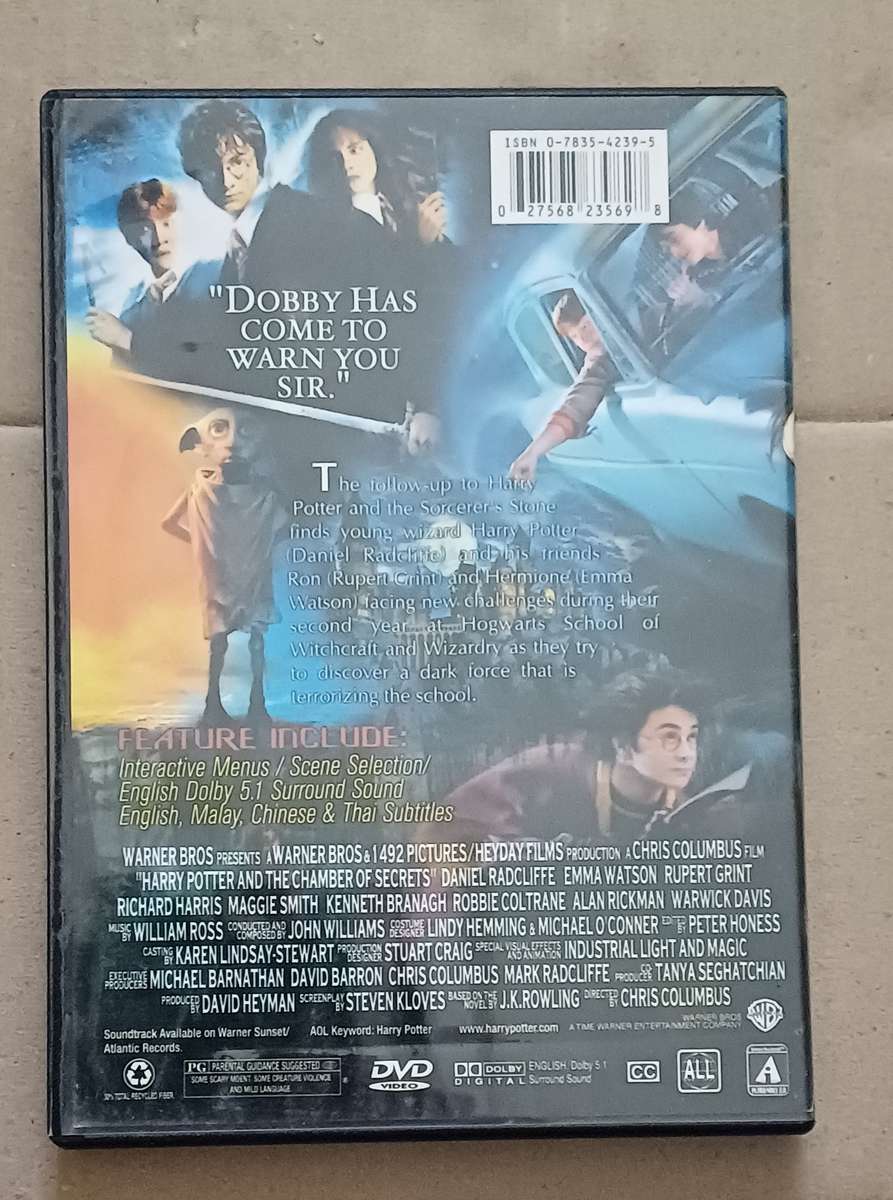 ISBN 0-7835-4239-5
0 27568 23569 8
"DOBBY HAS
COME TO
WARN YOU
SIR."
The follow-up to Harry
Potter and the Sorcerer's Stone
finds young wizard Harry Potter
(Daniel Radcliffe) and his friends
Ron (Rupert Grint) and Hermione (Emma
Watson) facing new challenges during their
second year at Hogwarts School of
Witchcraft and Wizardry as they try
to discover a dark force that is
terrorizing the school.
FEATURE INCLUDE:
Interactive Menus / Scene Selection/
English Dolby 5.1 Surround Sound
English, Malay, Chinese & Thai Subtitles
WARNER BROS PRESENTS A WARNER BROS & 1492 PICTURES/HEYDAY FILMS PRODUCTION A CHRIS COLUMBUS FILM
"HARRY POTTER AND THE CHAMBER OF SECRETS" DANIEL RADCLIFFE EMMA WATSON RUPERT GRINT
RICHARD HARRIS MAGGIE SMITH KENNETH BRANAGH ROBBIE COLTRANE ALAN RICKMAN WARWICK DAVIS
MUSIC BY WILLIAM ROSS CONDUCTED AND COMPOSED BY JOHN WILLIAMS COSTUME DESIGNER LINDY HEMMING & MICHAEL O'CONNER EDITED BY PETER HONESS
CASTING BY KAREN LINDSAY-STEWART PRODUCTION DESIGNER STUART CRAIG SPECIAL VISUAL EFFECTS AND ANIMATION INDUSTRIAL LIGHT AND MAGIC
EXECUTIVE PRODUCERS MICHAEL BARNATHAN DAVID BARRON CHRIS COLUMBUS MARK RADCLIFFE CO PRODUCER TANYA SEGHATCHIAN
PRODUCED BY DAVID HEYMAN SCREENPLAY BY STEVEN KLOVES BASED ON THE NOVEL BY J.K.ROWLING DIRECTED BY CHRIS COLUMBUS
WARNER BROS
A TIME WARNER ENTERTAINMENT COMPANY
Soundtrack Available on Warner Sunset/
Atlantic Records.
AOL Keyword: Harry Potter
www.harrypotter.com
30% TOTAL RECYCLED FIBER
PG PARENTAL GUIDANCE SUGGESTED
SOME SCARY MOENT, SOME CREATURE VIOLENCE
AND MILD LANGUAGE
DVD
VIDEO
DOLBY
DIGITAL
ENGLISH/Dolby 5.1
Surround Sound
CC
ALL
A